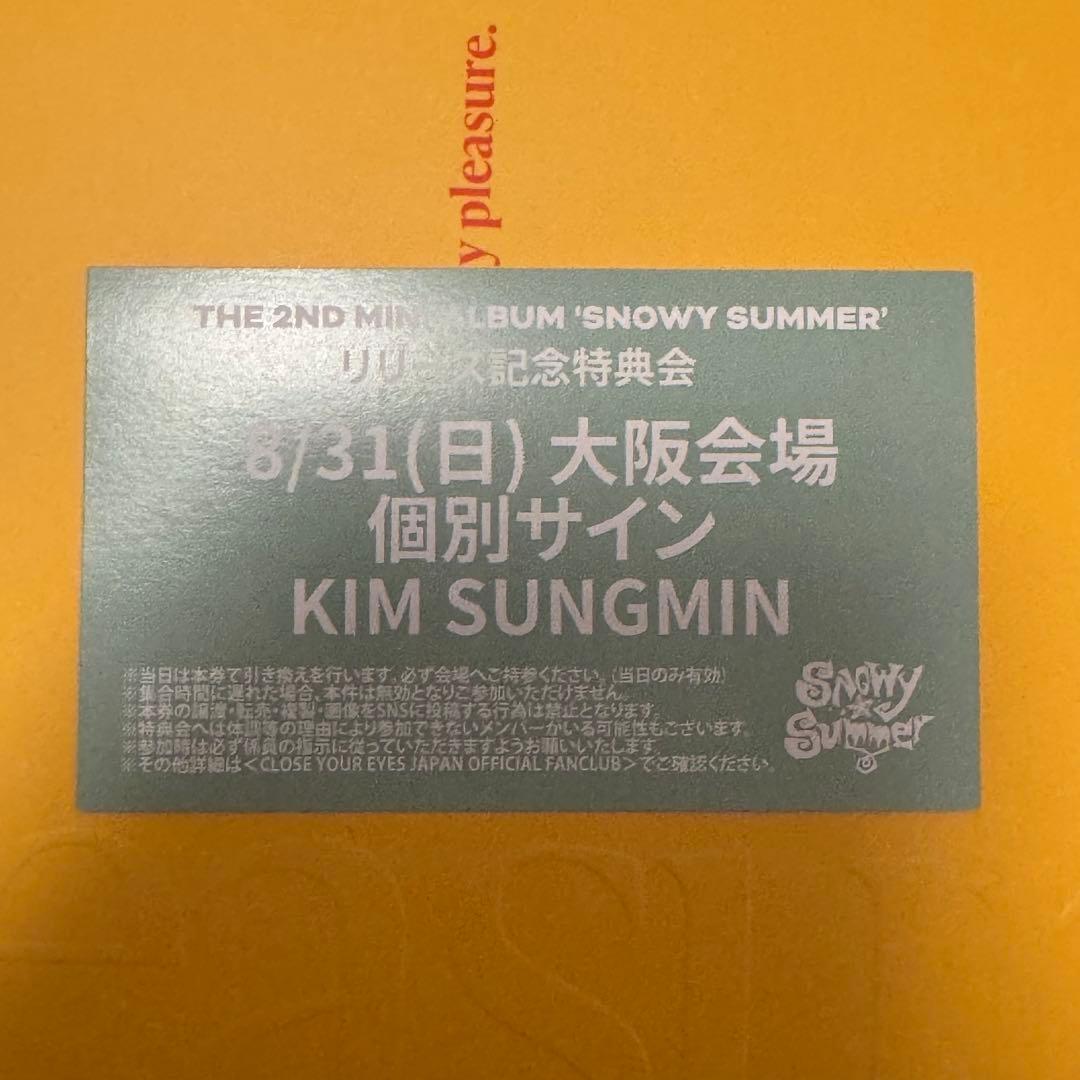 y pleasure.
THE 2ND MINI ALBUM 'SNOWY SUMMER'
リリース記念特典会
8/31(日) 大阪会場
個別サイン
KIM SUNGMIN
※当日は本券で引き換えを行います。必ず会場へご持参ください。(当日のみ有効)
※集合時間に遅れた場合、本件は無効となりご参加いただけません。
※本券の譲渡・転売・複製・画像をSNSに投稿する行為は禁止となります。
※特典会へは体調等の理由により参加できないメンバーがいる可能性もございます。
※参加時は必ず係員の指示に従っていただきますようお願いいたします。
※その他詳細は<CLOSE YOUR EYES JAPAN OFFICIAL FANCLUB>でご確認ください。
Snowy
Summer